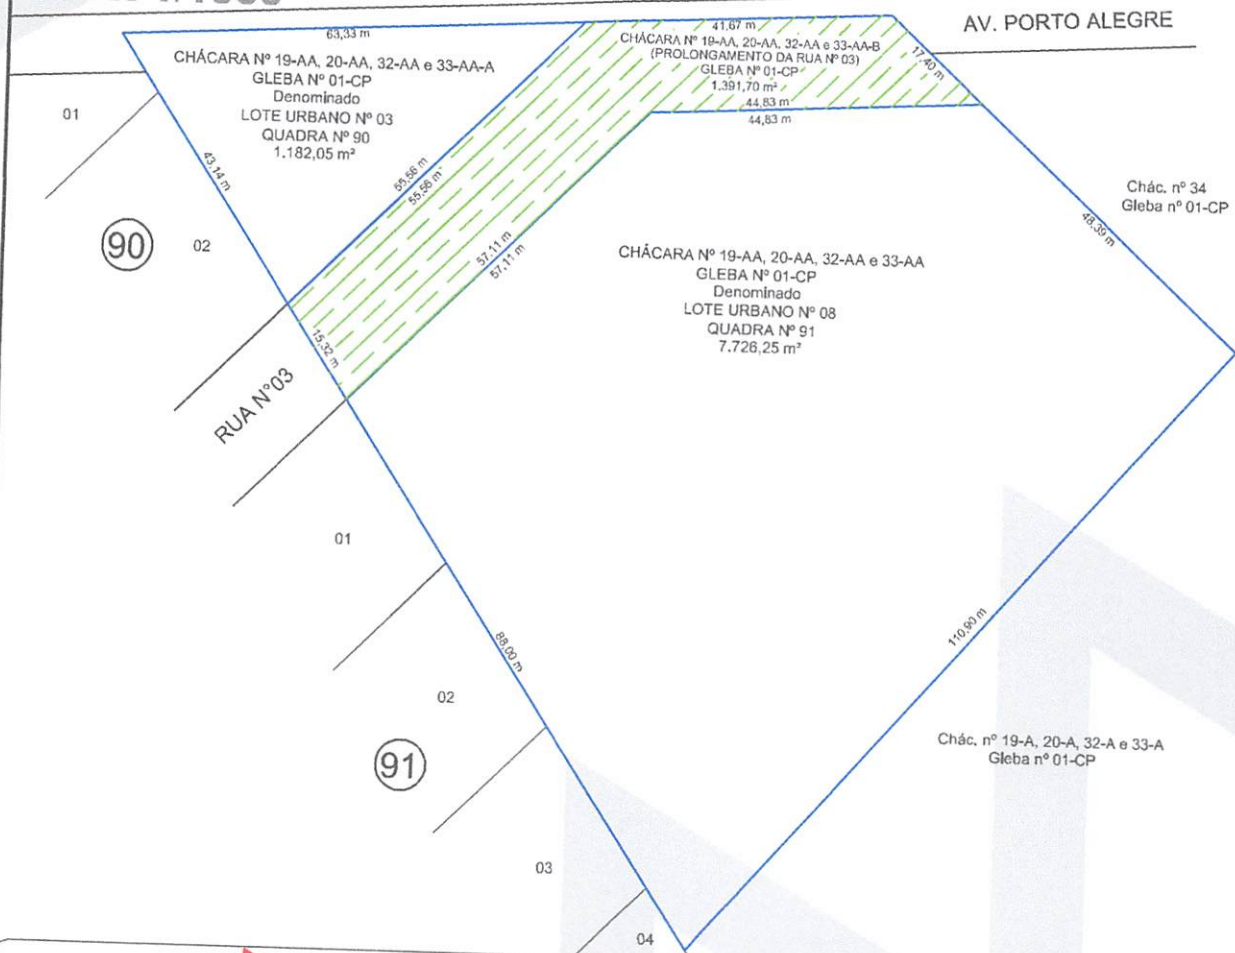 AV. PORTO ALEGRE
63,33 m
41,67 m
17,40 m
CHÁCARA Nº 19-AA, 20-AA, 32-AA e 33-AA-A
GLEBA Nº 01-CP
Denominado
LOTE URBANO Nº 03
QUADRA Nº 90
1.182,05 m²
CHÁCARA Nº 19-AA, 20-AA, 32-AA e 33-AA-B
(PROLONGAMENTO DA RUA Nº 03)
GLEBA Nº 01-CP
1.391,70 m²
44,83 m
44,83 m
01
43,14 m
55,56 m
55,56 m
Chác. nº 34
Gleba nº 01-CP
48,39 m
90
02
57,11 m
57,11 m
CHÁCARA Nº 19-AA, 20-AA, 32-AA e 33-AA
GLEBA Nº 01-CP
Denominado
LOTE URBANO Nº 08
QUADRA Nº 91
7.726,25 m²
15,32 m
RUA N°03
01
88,00 m
110,90 m
02
91
Chác. nº 19-A, 20-A, 32-A e 33-A
Gleba nº 01-CP
03
04